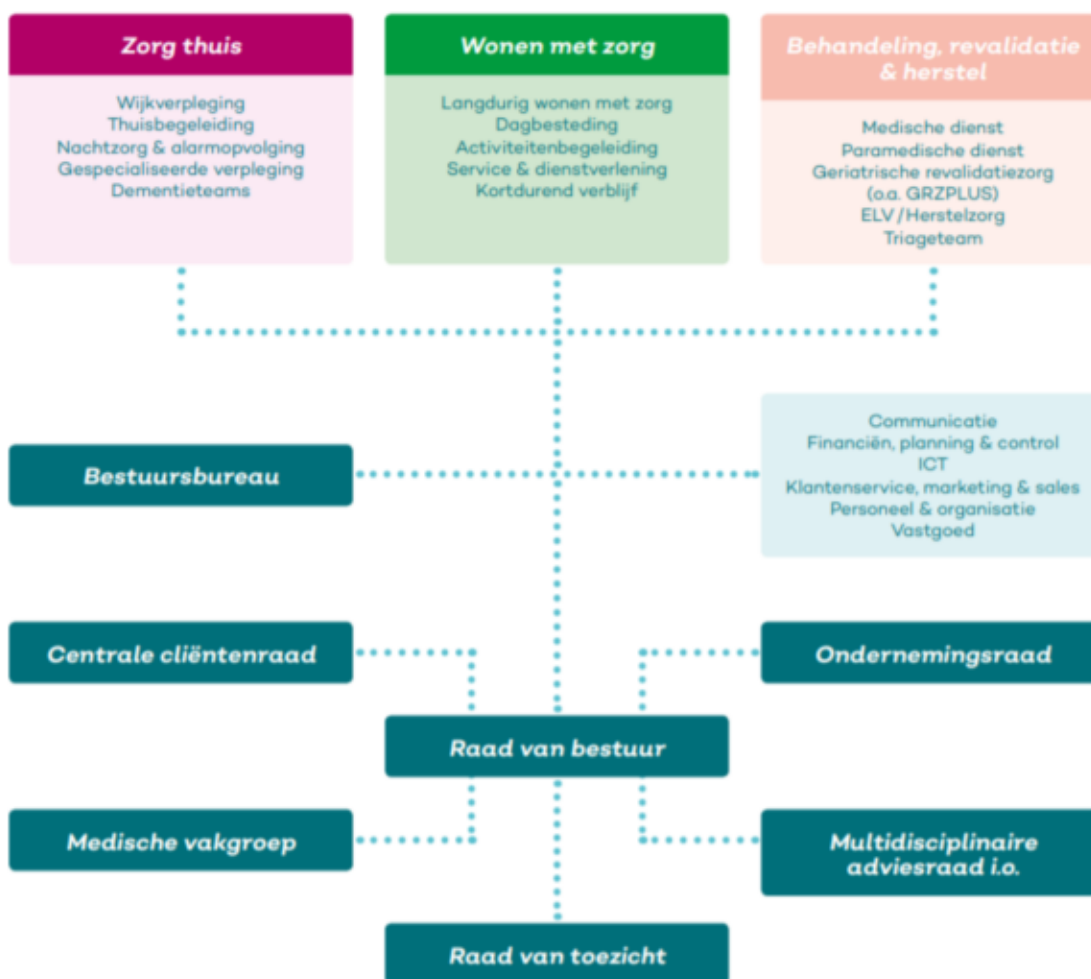 Zorg thuis
Wijkverpleging
Thuisbegeleiding
Nachtzorg & alarmopvolging
Gespecialiseerde verpleging
Dementieteams
Wonen met zorg
Langdurig wonen met zorg
Dagbesteding
Activiteitenbegeleiding
Service & dienstverlening
Kortdurend verblijf
Behandeling, revalidatie
& herstel
Medische dienst
Paramedische dienst
Geriatrische revalidatiezorg
(o.a. GRZPLUS)
ELV/Herstelzorg
Triageteam
Bestuursbureau
Communicatie
Financiën, planning & control
ICT
Klantenservice, marketing & sales
Personeel & organisatie
Vastgoed
Centrale cliëntenraad
Ondernemingsraad
Raad van bestuur
Medische vakgroep
Multidisciplinaire
adviesraad i.o.
Raad van toezicht